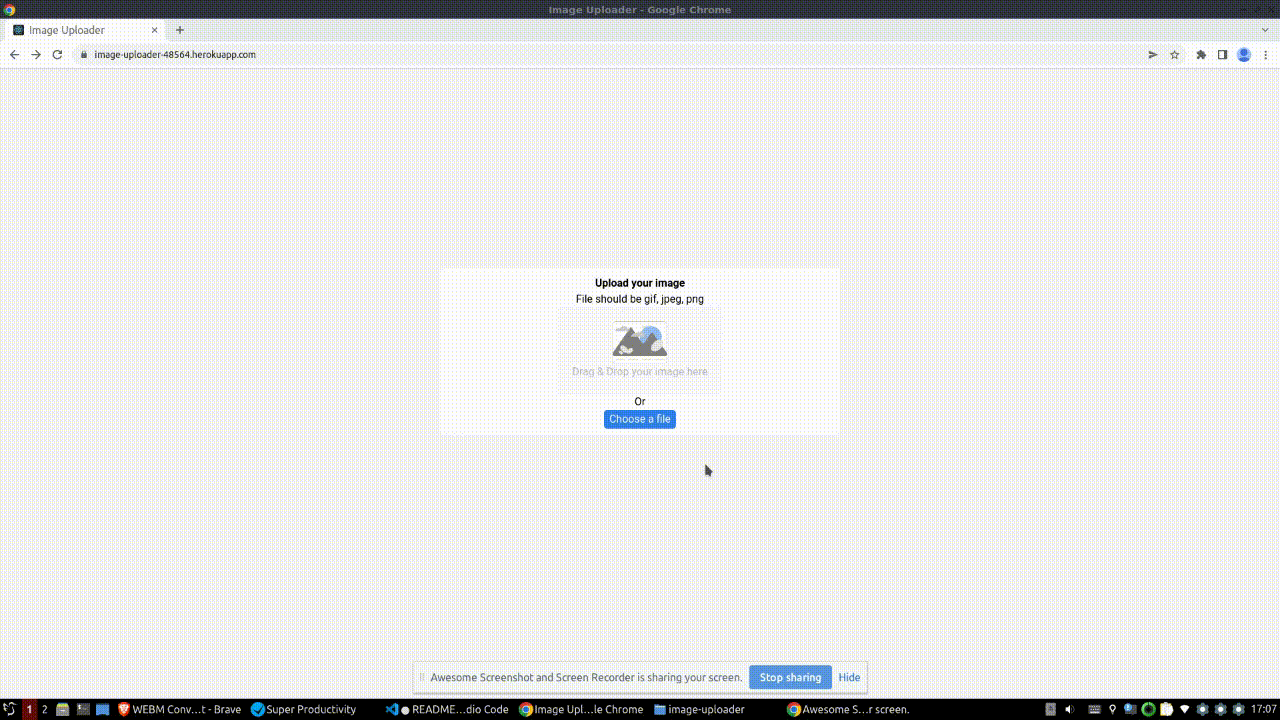 Image Uploader - Google Chrome
Image Uploader
image-uploader-48564.herokuapp.com
Upload your image
File should be gif, jpeg, png
Drag & Drop your image here
Or
Choose a file
Awesome Screenshot and Screen Recorder is sharing your screen. Stop sharing Hide
1 2 WEBM Conv...t - Brave Super Productivity README...dio Code Image Upl...le Chrome image-uploader Awesome S...r screen. 17:07